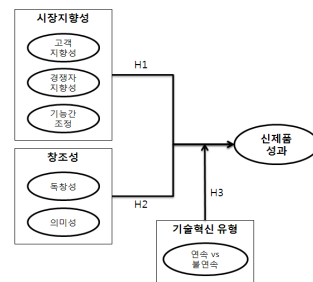 시장지향성
고객
지향성
H1
경쟁자
지향성
기능간
조정
신제품
성과
창조성
독창성
H2
H3
의미성
기술혁신 유형
연속 vs
불연속